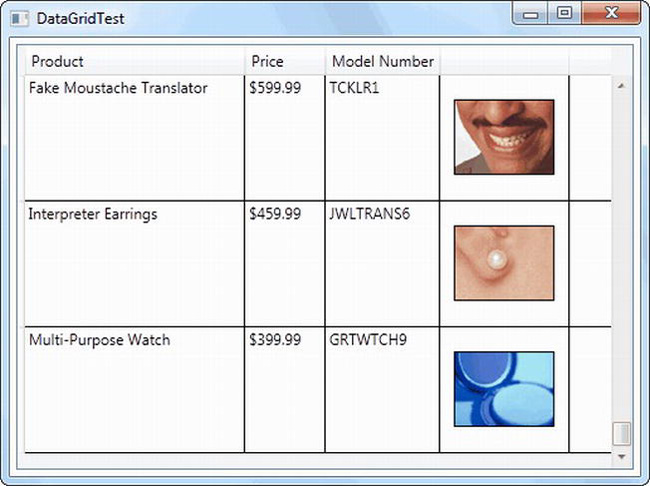 DataGridTest
Product Price Model Number
Fake Moustache Translator $599.99 TCKLR1
Interpreter Earrings $459.99 JWLTRANS6
Multi-Purpose Watch $399.99 GRTWTCH9